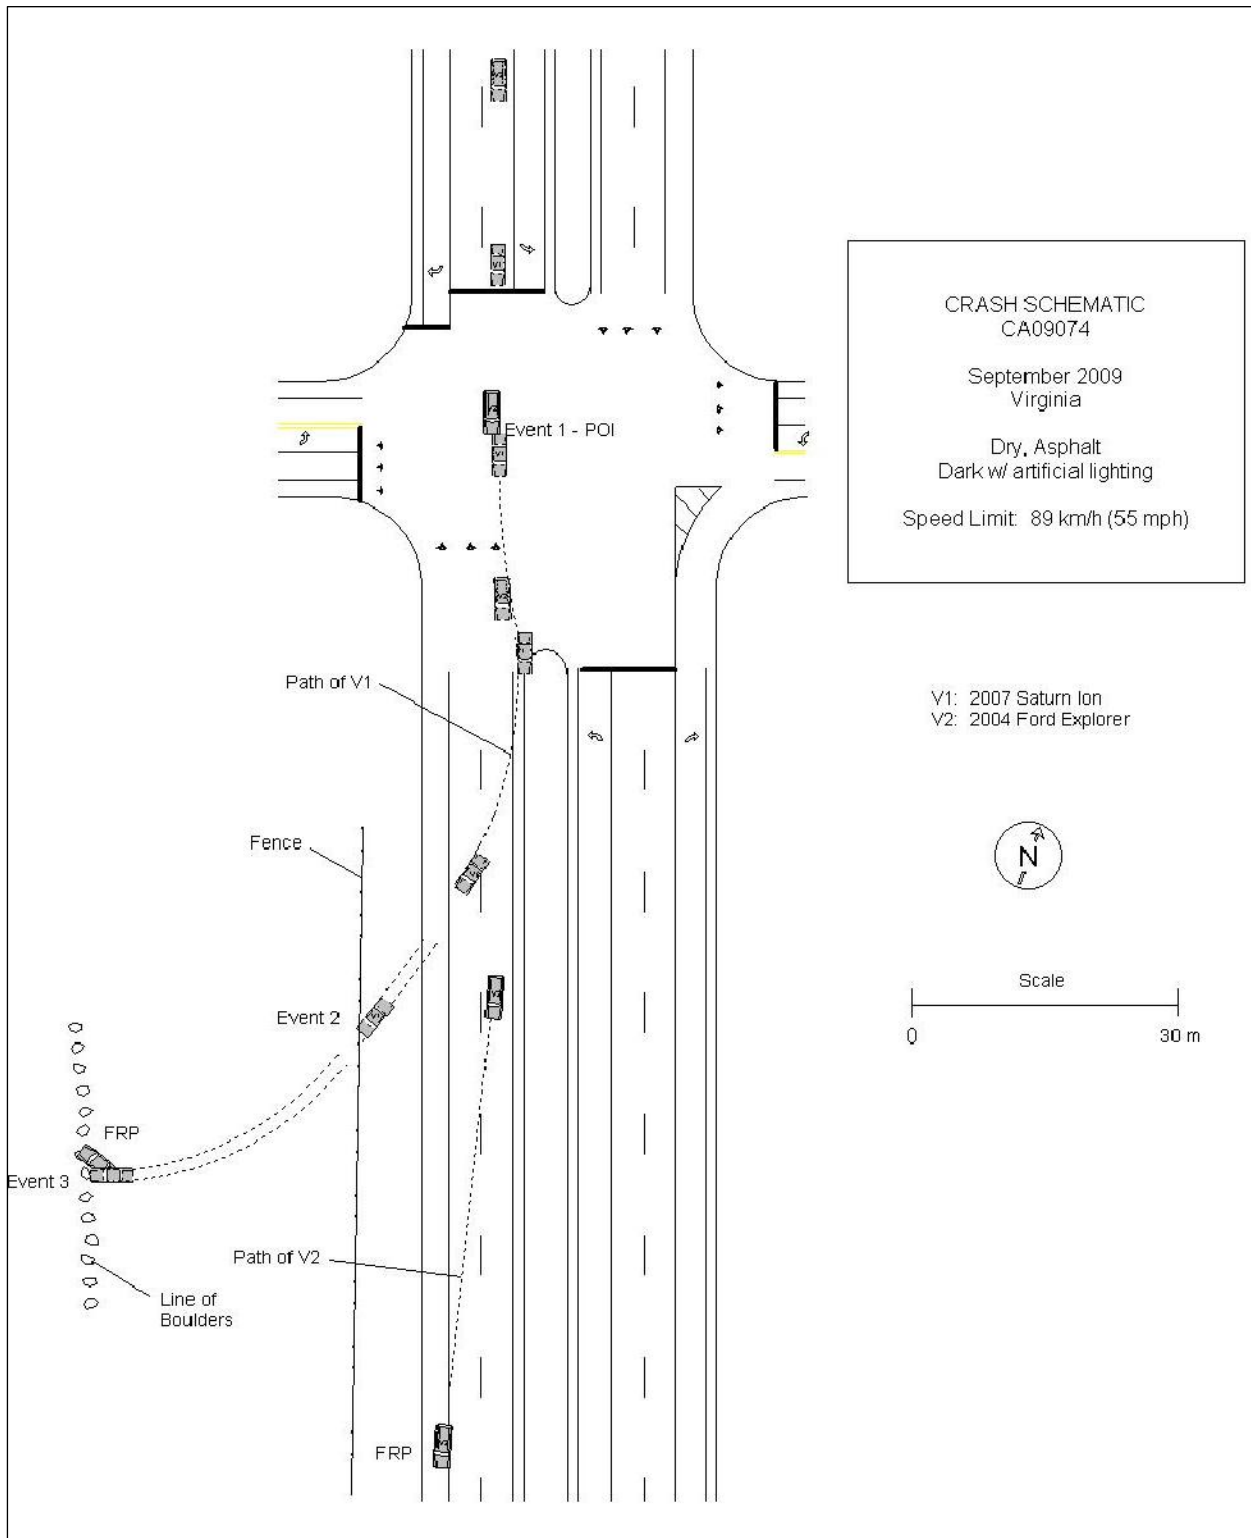 CRASH SCHEMATIC
CA09074
September 2009
Virginia
Dry, Asphalt
Dark w/ artificial lighting
Speed Limit: 89 km/h (55 mph)
Event 1 - POI
Path of V1
V1: 2007 Saturn Ion
V2: 2004 Ford Explorer
Fence
N
Scale
0
30 m
Event 2
FRP
Event 3
Path of V2
Line of
Boulders
FRP